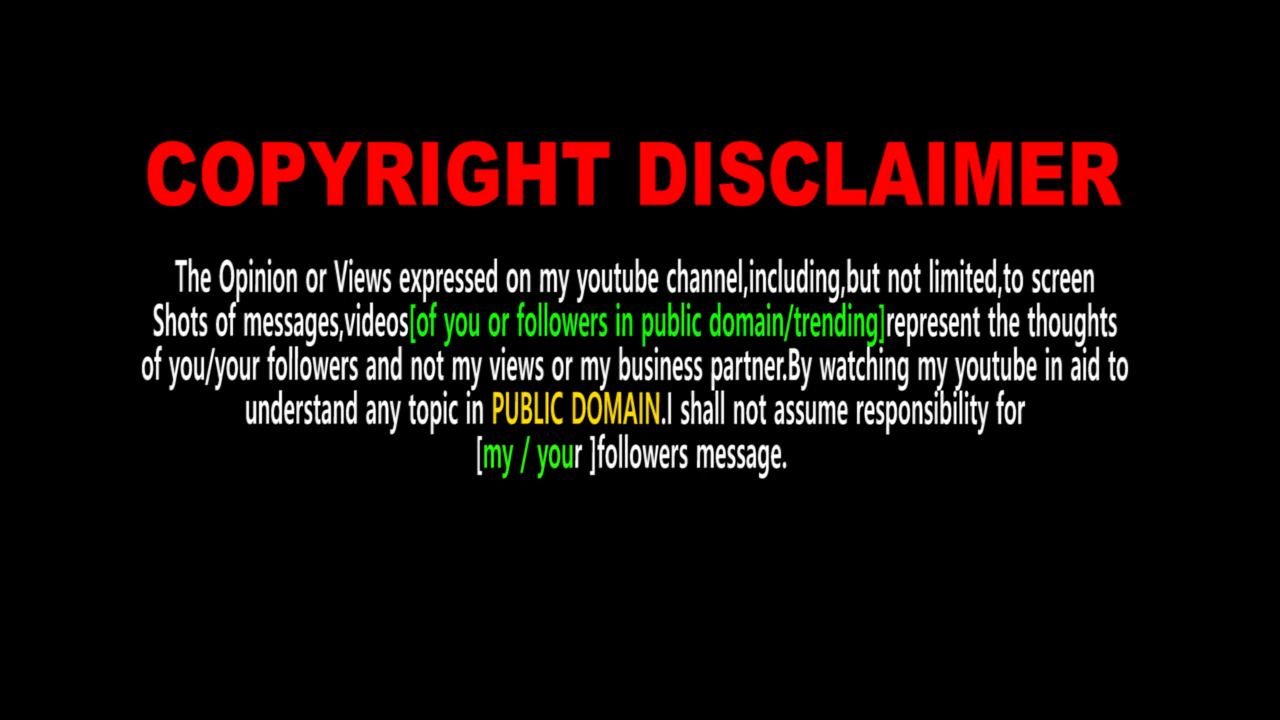 COPYRIGHT DISCLAIMER
The Opinion or Views expressed on my youtube channel,including,but not limited,to screen
Shots of messages,videos[of you or followers in public domain/trending]represent the thoughts
of you/your followers and not my views or my business partner.By watching my youtube in aid to
understand any topic in PUBLIC DOMAIN.I shall not assume responsibility for
[my / your ]followers message.